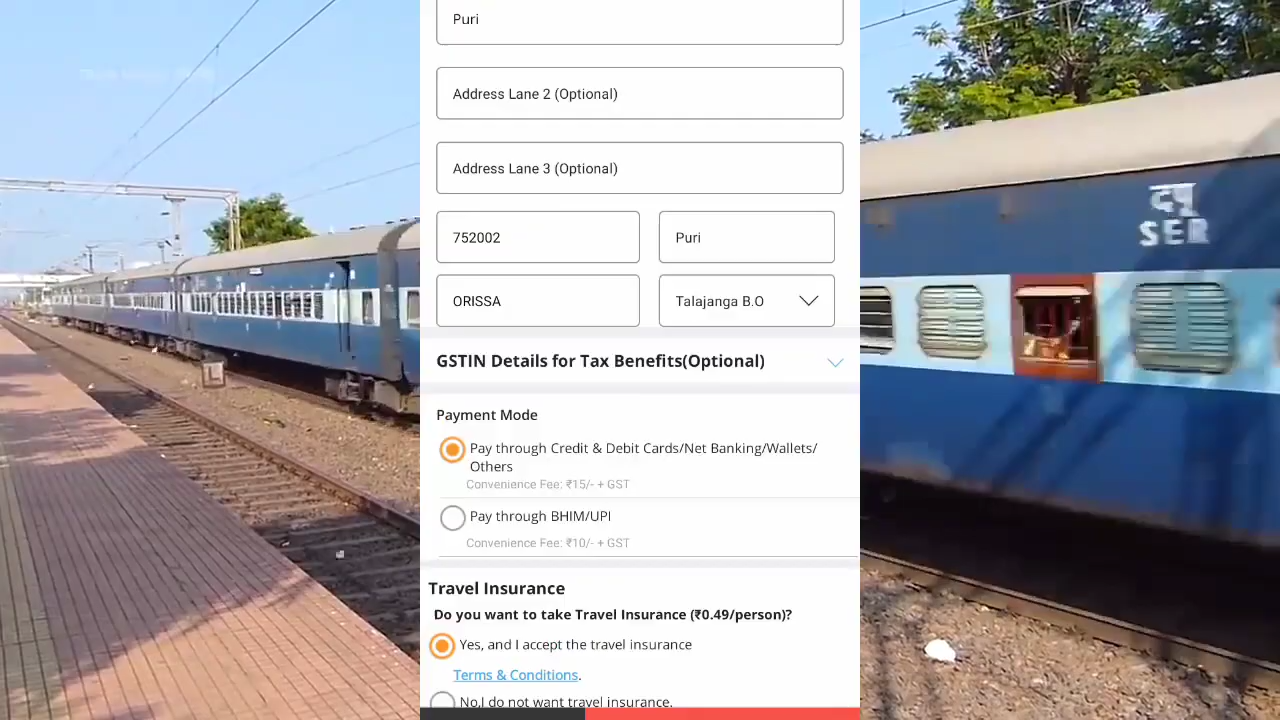 Puri
Address Lane 2 (Optional)
Address Lane 3 (Optional)
752002
Puri
ORISSA
Talajanga B.O
GSTIN Details for Tax Benefits(Optional)
Payment Mode
Pay through Credit & Debit Cards/Net Banking/Wallets/
Others
Convenience Fee: ₹15/- + GST
Pay through BHIM/UPI
Convenience Fee: ₹10/- + GST
Travel Insurance
Do you want to take Travel Insurance (₹0.49/person)?
Yes, and I accept the travel insurance
Terms & Conditions.
No,I do not want travel insurance.
दपू
SER
L